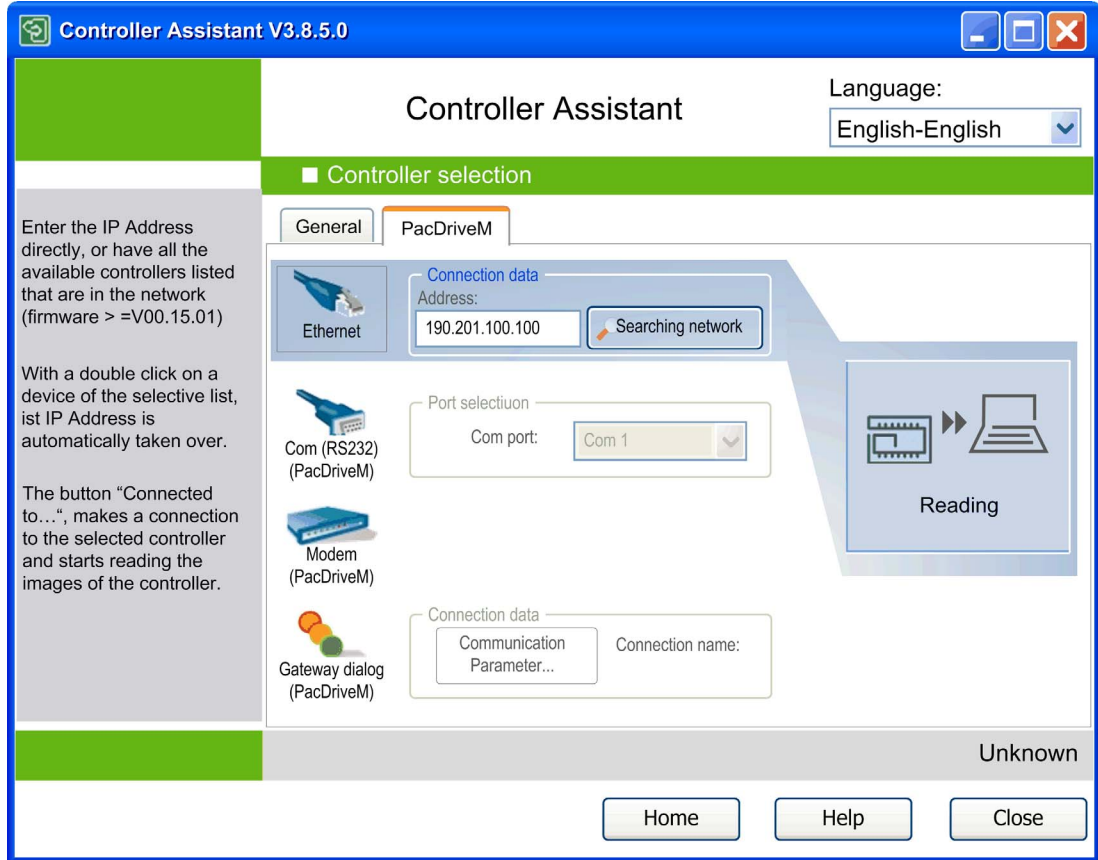 Controller Assistant V3.8.5.0
Controller Assistant
Language:
English-English
Controller selection
Enter the IP Address
directly, or have all the
available controllers listed
that are in the network
(firmware > =V00.15.01)
With a double click on a
device of the selective list,
ist IP Address is
automatically taken over.
The button “Connected
to…“, makes a connection
to the selected controller
and starts reading the
images of the controller.
General
PacDriveM
Ethernet
Connection data
Address:
190.201.100.100
Searching network
Com (RS232)
(PacDriveM)
Port selectiuon
Com port:
Com 1
Modem
(PacDriveM)
Gateway dialog
(PacDriveM)
Connection data
Communication
Parameter...
Connection name:
Reading
Unknown
Home
Help
Close